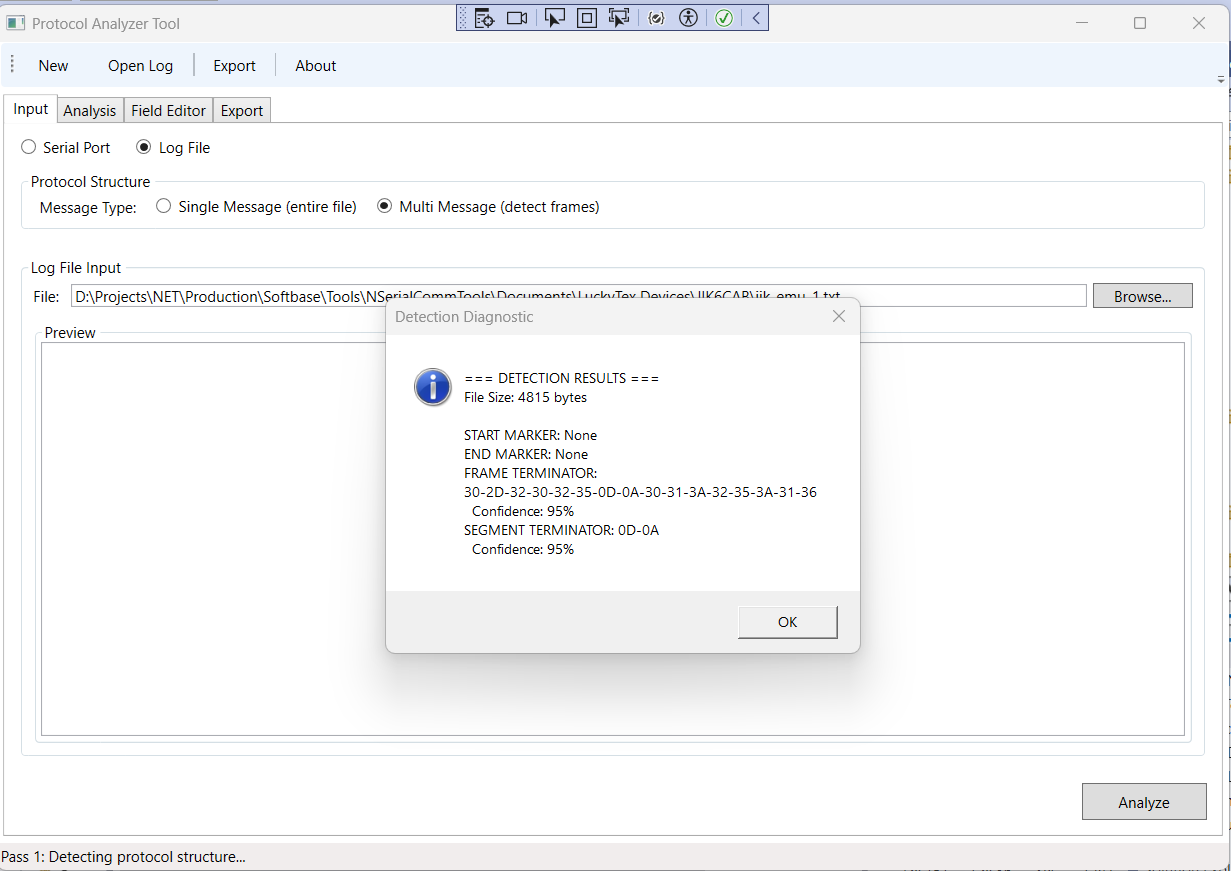 Protocol Analyzer Tool
New Open Log Export About
Input Analysis Field Editor Export
Serial Port Log File
Protocol Structure
Message Type: Single Message (entire file) Multi Message (detect frames)
Log File Input
File: D:\Projects\NET\Production\Softbase\Tools\NSerialCommTools\Documents\LuckyTex Devices\JIK6CAB\jik_emu_1.txt Browse...
Preview
Detection Diagnostic
=== DETECTION RESULTS ===
File Size: 4815 bytes
START MARKER: None
END MARKER: None
FRAME TERMINATOR:
30-2D-32-30-32-35-0D-0A-30-31-3A-32-35-3A-31-36
Confidence: 95%
SEGMENT TERMINATOR: 0D-0A
Confidence: 95%
OK
Analyze
Pass 1: Detecting protocol structure...